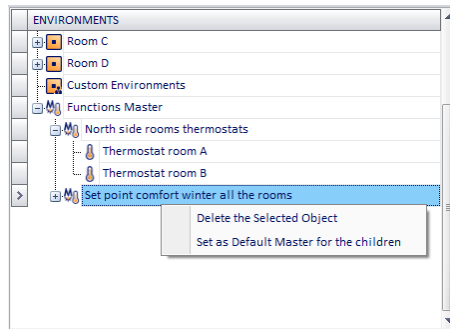 ENVIRONMENTS
Room C
Room D
Custom Environments
Functions Master
North side rooms thermostats
Thermostat room A
Thermostat room B
Set point comfort winter all the rooms
Delete the Selected Object
Set as Default Master for the children